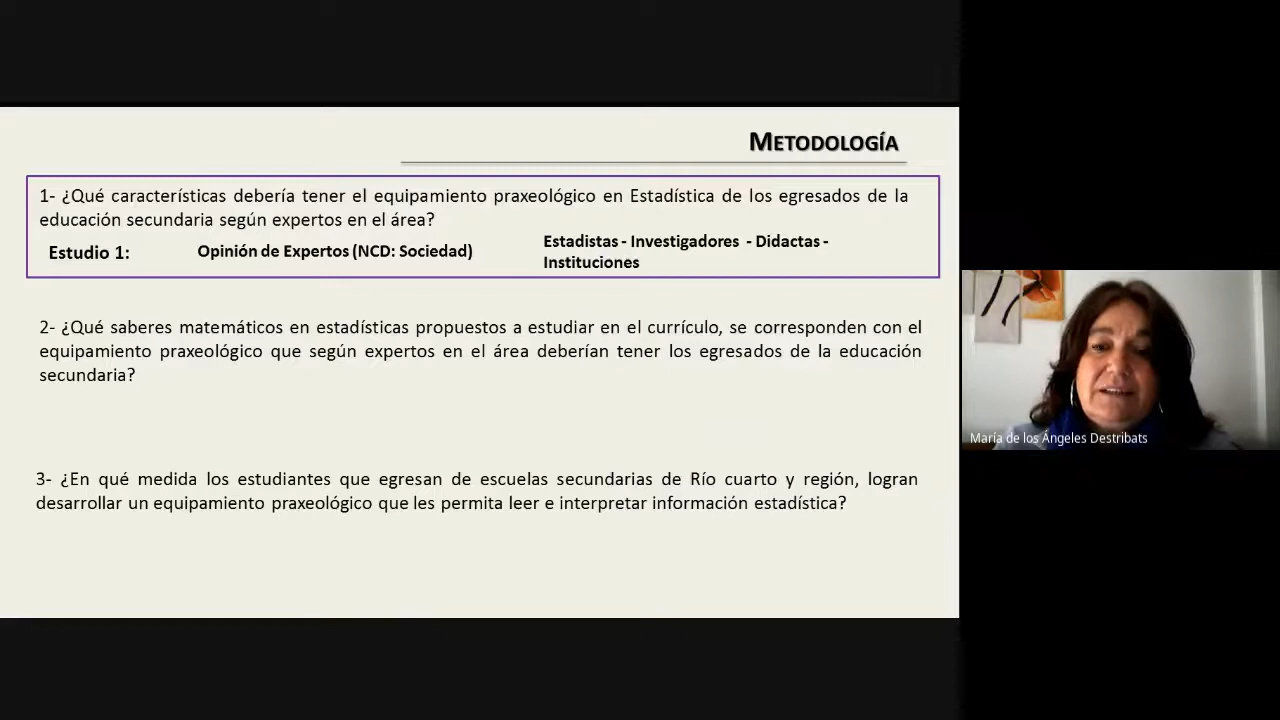 METODOLOGÍA
1- ¿Qué características debería tener el equipamiento praxeológico en Estadística de los egresados de la
educación secundaria según expertos en el área?
Estudio 1:
Opinión de Expertos (NCD: Sociedad)
Estadistas - Investigadores - Didactas -
Instituciones
2- ¿Qué saberes matemáticos en estadísticas propuestos a estudiar en el currículo, se corresponden con el
equipamiento praxeológico que según expertos en el área deberían tener los egresados de la educación
secundaria?
3- ¿En qué medida los estudiantes que egresan de escuelas secundarias de Río cuarto y región, logran
desarrollar un equipamiento praxeológico que les permita leer e interpretar información estadística?
María de los Ángeles Destribats